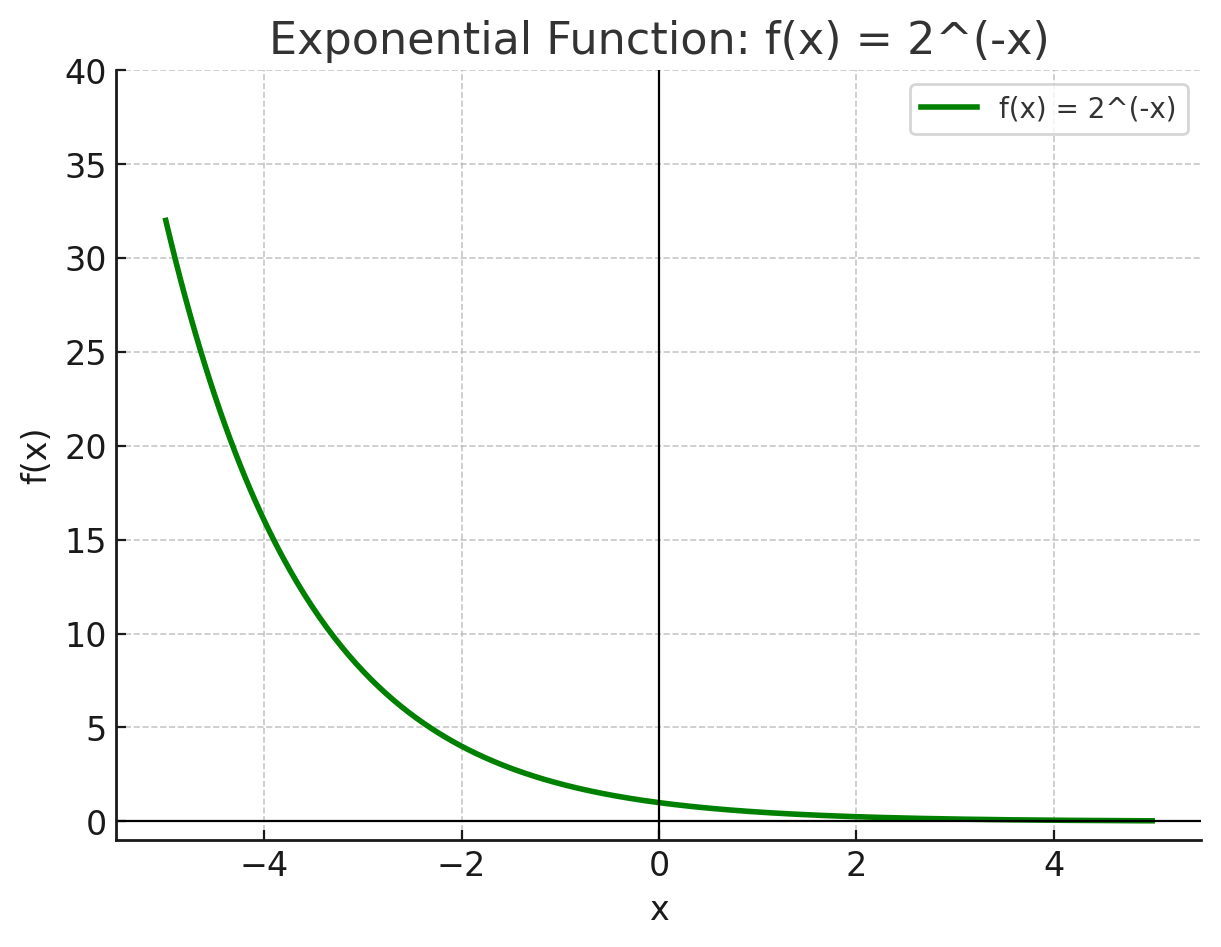 Exponential Function: f(x) = 2^(-x)
f(x) = 2^(-x)
40
35
30
25
20
15
10
5
0
f(x)
−4 −2 0 2 4
x